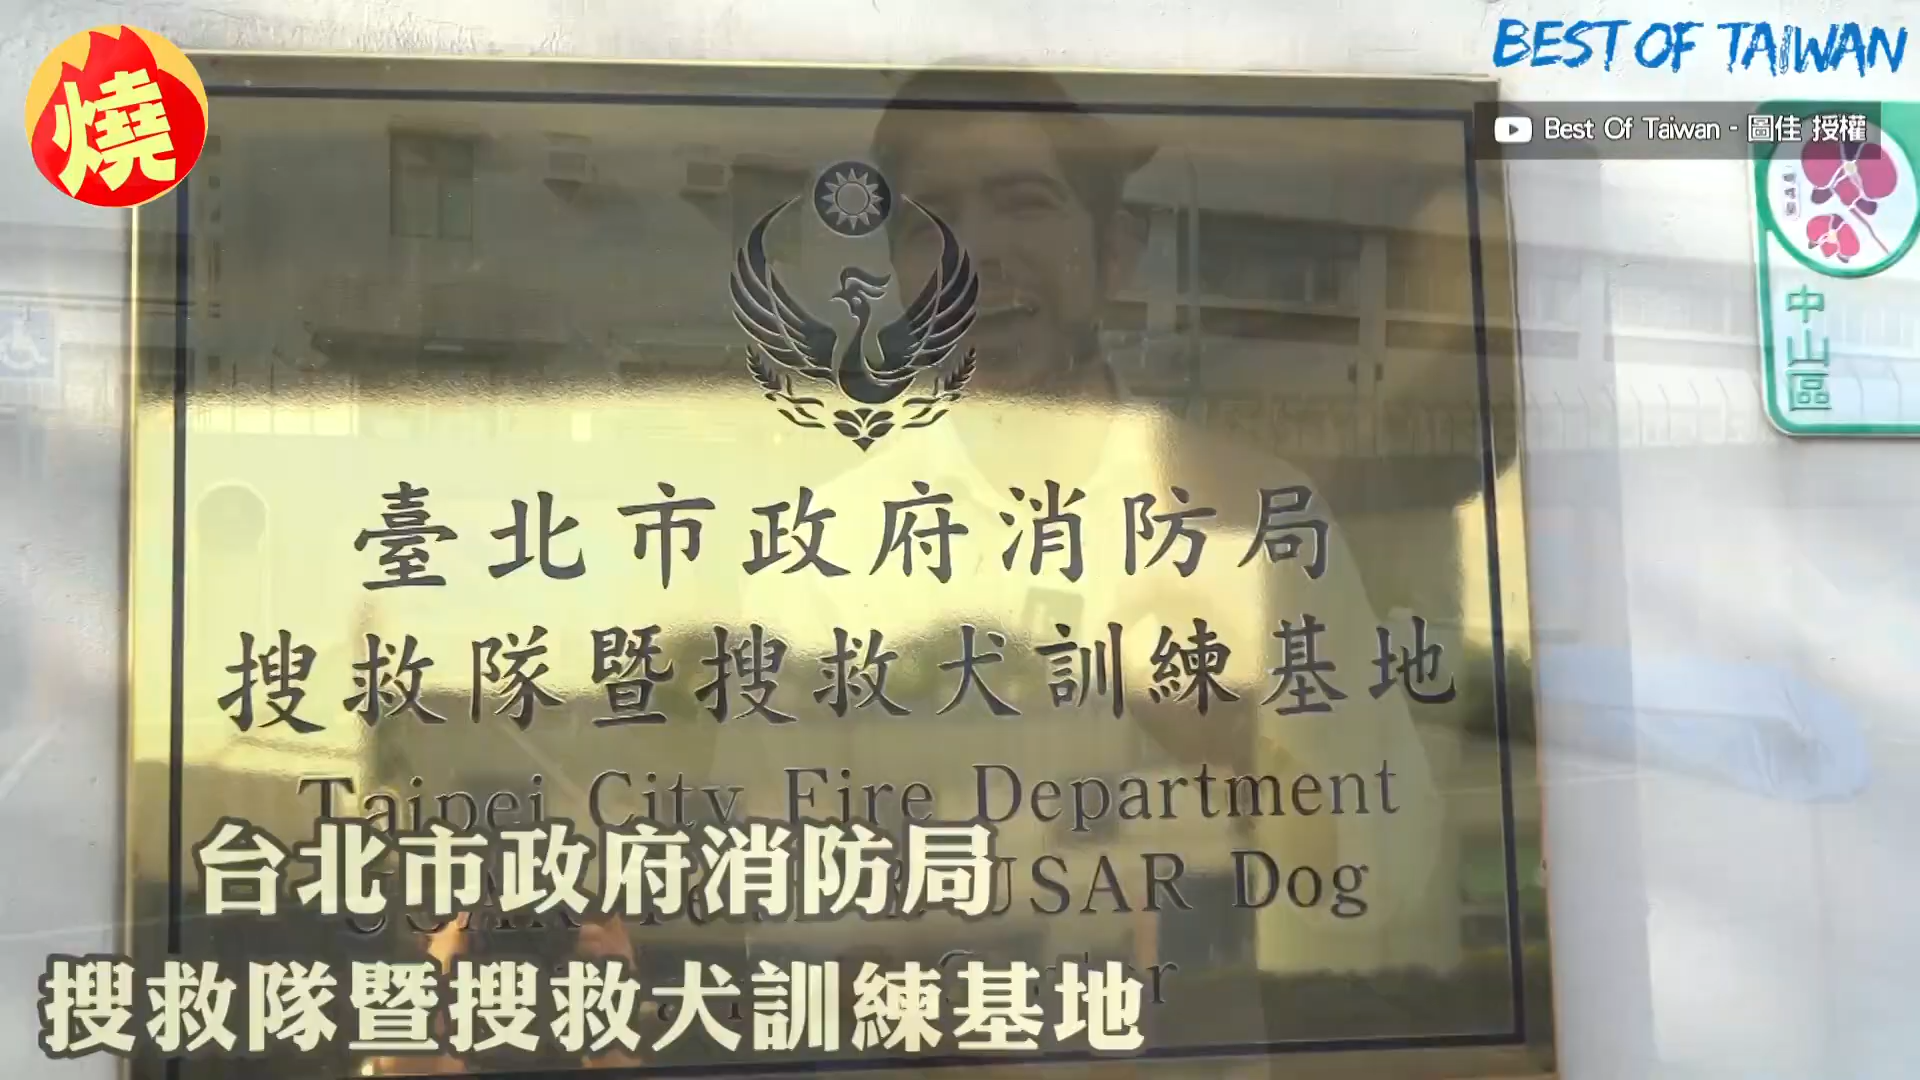 燒
BEST OF TAIWAN
Best Of Taiwan - 圖佳 授權
中山區
臺北市政府消防局
搜救隊暨搜救犬訓練基地
Taipei City Fire Department
USAR Dog
台北市政府消防局
搜救隊暨搜救犬訓練基地